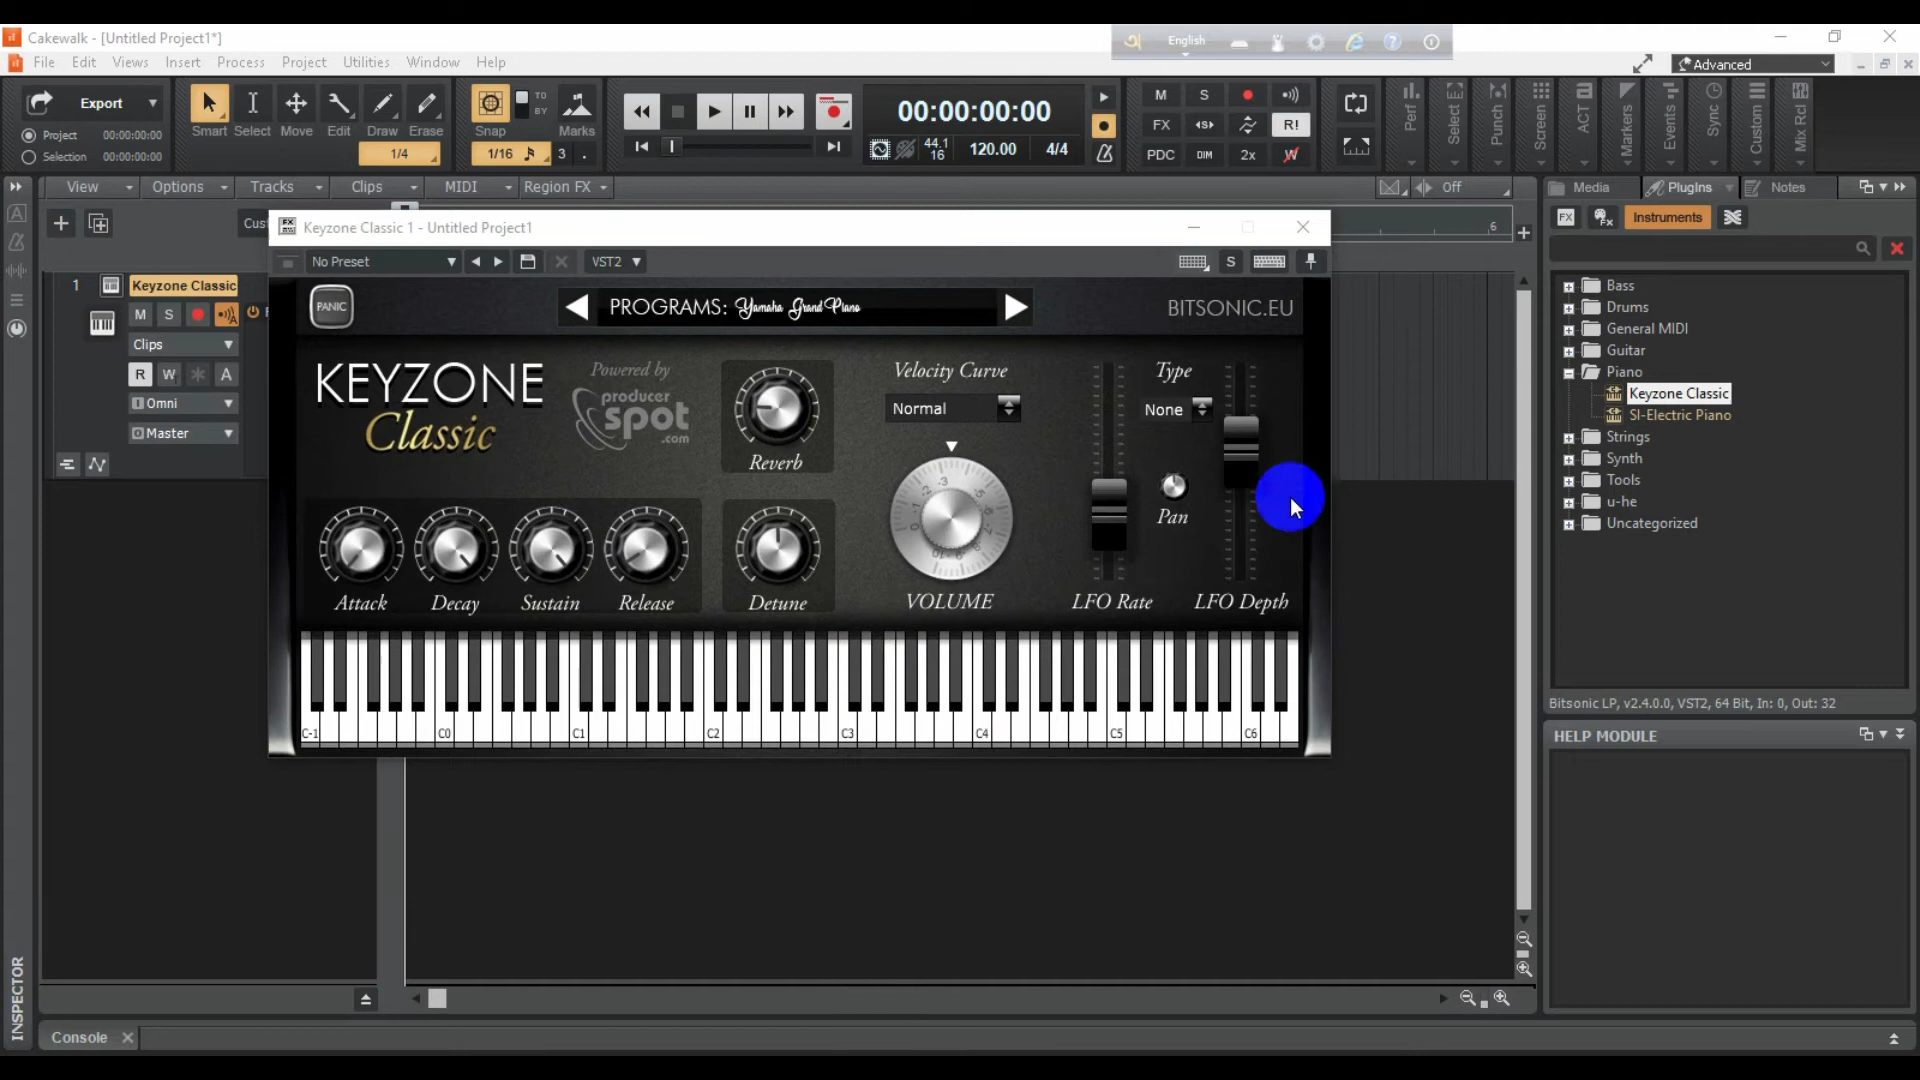 Cakewalk - [Untitled Project1*]
English
File Edit Views Insert Process Project Utilities Window Help
Advanced
Export
Project 00:00:00:00
Selection 00:00:00:00
Smart Select Move Edit Draw Erase
1/4
Snap
TO
BY
Marks
1/16 3 .
00:00:00:00
44.1
16
120.00 4/4
M S
FX R!
PDC DIM 2x W
Perf
Select
Punch
Screen
ACT
Markers
Events
Sync
Custom
Mix Rcl
View Options Tracks Clips MIDI Region FX Off
Cust
6
1 Keyzone Classic
M S A
Clips
R W A
Omni
Master
Keyzone Classic 1 - Untitled Project1
No Preset VST2 S
PANIC
PROGRAMS: Yamaha Grand Piano
BITSONIC.EU
KEYZONE
Classic
Powered by
producer
spot
.com
Reverb
Velocity Curve
Normal
Type
None
Pan
Attack Decay Sustain Release Detune VOLUME LFO Rate LFO Depth
C-1 C0 C1 C2 C3 C4 C5 C6
Media PlugIns Notes
FX Fx Instruments
Bass
Drums
General MIDI
Guitar
Piano
Keyzone Classic
SI-Electric Piano
Strings
Synth
Tools
u-he
Uncategorized
Bitsonic LP, v2.4.0.0, VST2, 64 Bit, In: 0, Out: 32
HELP MODULE
INSPECTOR
Console